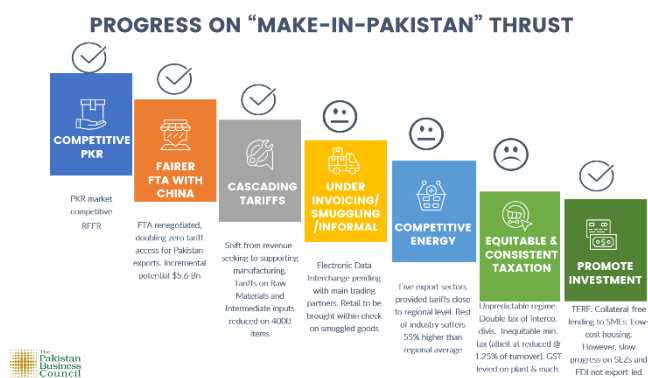 PROGRESS ON “MAKE-IN-PAKISTAN” THRUST
COMPETITIVE
PKR
PKR market
competitive
RFFR
FAIRER
FTA WITH
CHINA
FTA renegotiated,
doubling zero tariff
access for Pakistan
exports. Incremental
potential $5.6 Bn
CASCADING
TARIFFS
Shift from revenue-
seeking to supporting
manufacturing.
Tariffs on Raw
Materials and
Intermediate inputs
reduced on 4000
items
UNDER
INVOICING/
SMUGGLING
/INFORMAL
Electronic Data
Interchange pending
with main trading
partners. Retail to be
brought within check
on smuggled goods
COMPETITIVE
ENERGY
Five export sectors
provided tariffs close
to regional level. Rest
of industry suffers
55% higher than
regional average
EQUITABLE &
CONSISTENT
TAXATION
Unpredictable regime.
Double tax of interco.
divis. Inequitable min.
tax (albeit at reduced @
1.25% of turnover). GST
levied on plant & mach.
PROMOTE
INVESTMENT
TERF. Collateral free
lending to SMEs. Low-
cost housing.
However, slow
progress on SEZs and
FDI not export led
The
Pakistan
Business
Council